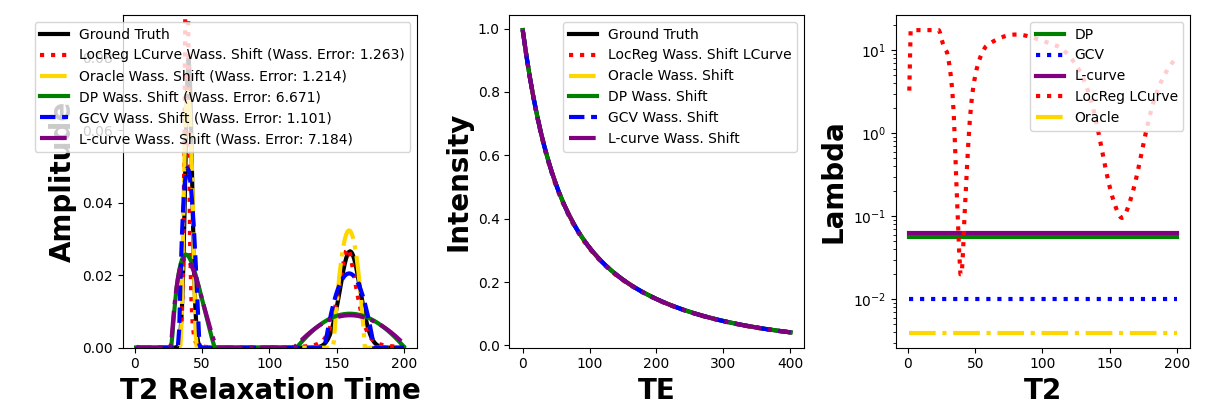 Ground Truth
LocReg LCurve Wass. Shift (Wass. Error: 1.263)
Oracle Wass. Shift (Wass. Error: 1.214)
DP Wass. Shift (Wass. Error: 6.671)
GCV Wass. Shift (Wass. Error: 1.101)
L-curve Wass. Shift (Wass. Error: 7.184)
Amplitude
0.08
0.06
0.04
0.02
0.00
0 50 100 150 200
T2 Relaxation Time
Ground Truth
LocReg Wass. Shift LCurve
Oracle Wass. Shift
DP Wass. Shift
GCV Wass. Shift
L-curve Wass. Shift
Intensity
1.0
0.8
0.6
0.4
0.2
0.0
0 100 200 300 400
TE
DP
GCV
L-curve
LocReg LCurve
Oracle
Lambda
10¹
10⁰
10⁻¹
10⁻²
0 50 100 150 200
T2